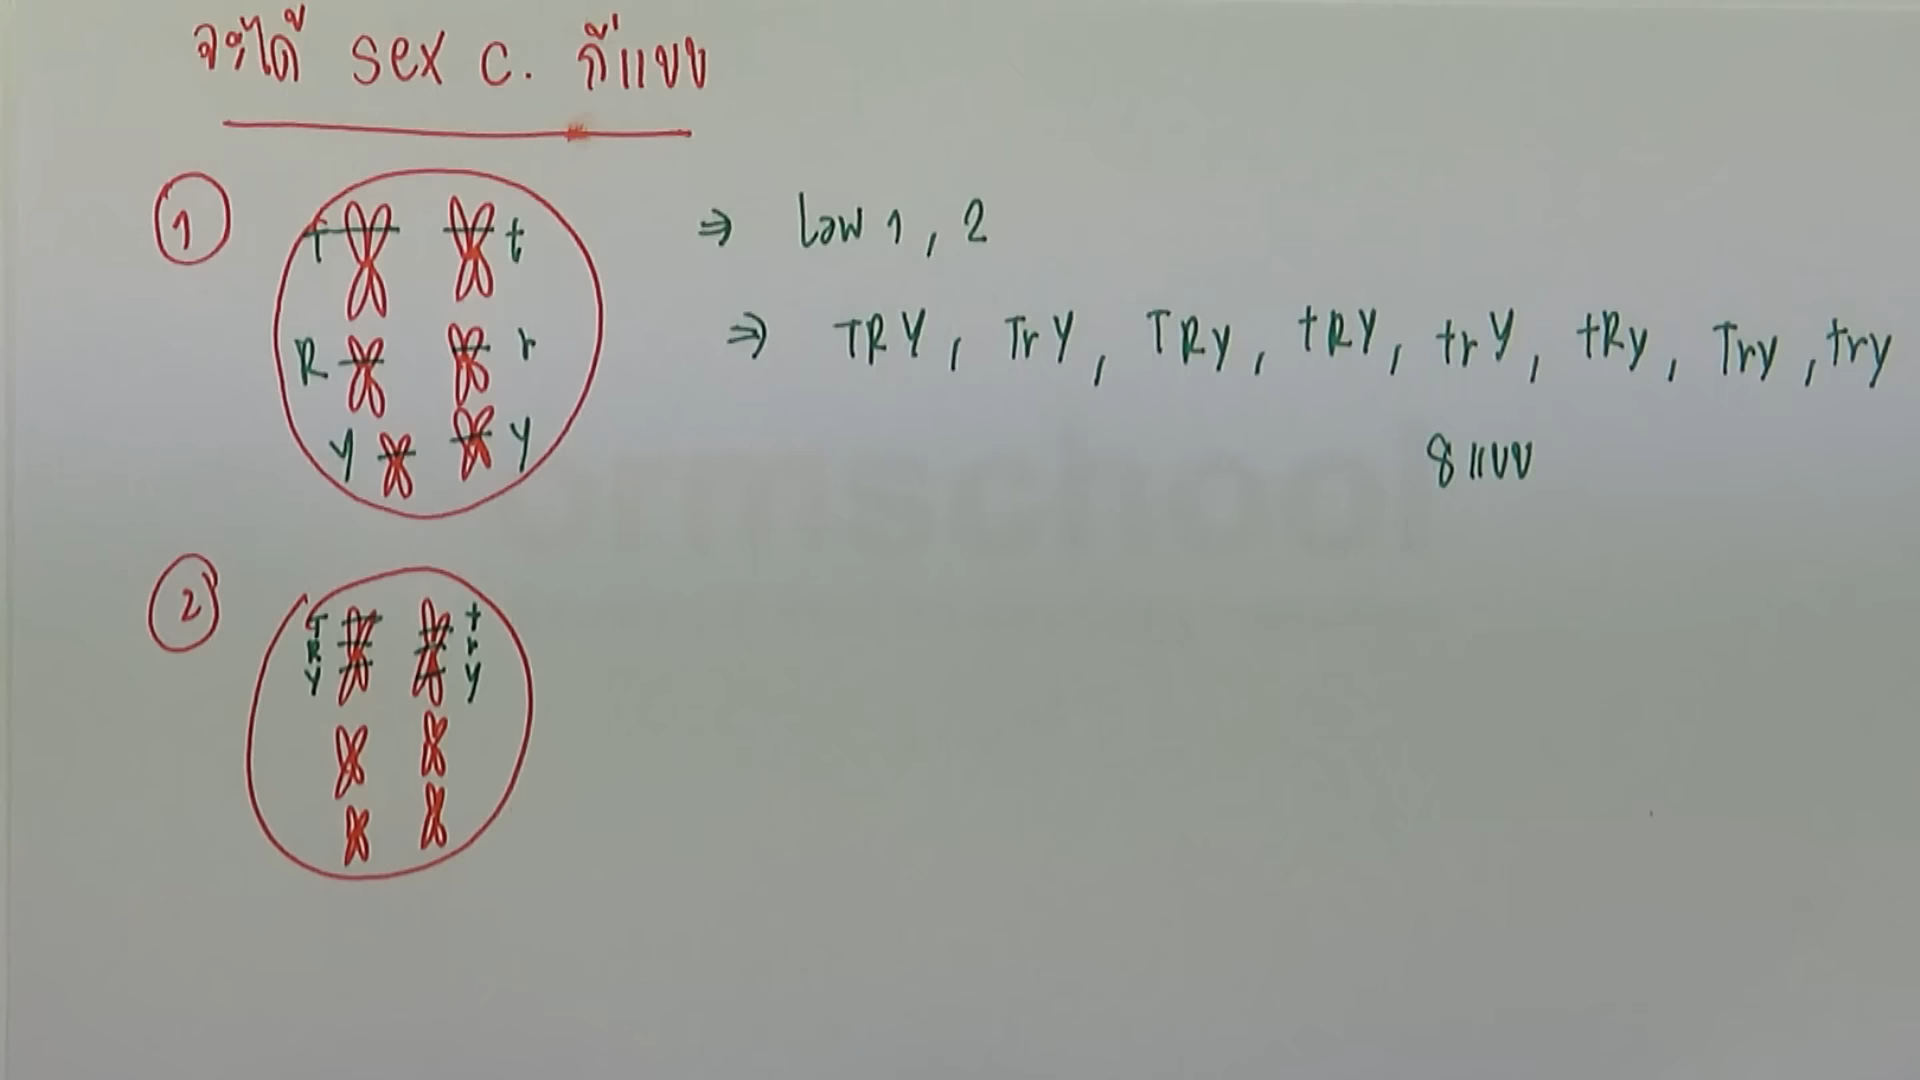 จะได้ sex c. กี่แบบ
1
T t
R r
Y y
⇒ Law 1, 2
⇒ TRY, TrY, TRy, tRY, trY, tRy, Try, try
8 แบบ
2
T t
R r
Y y
ormschool